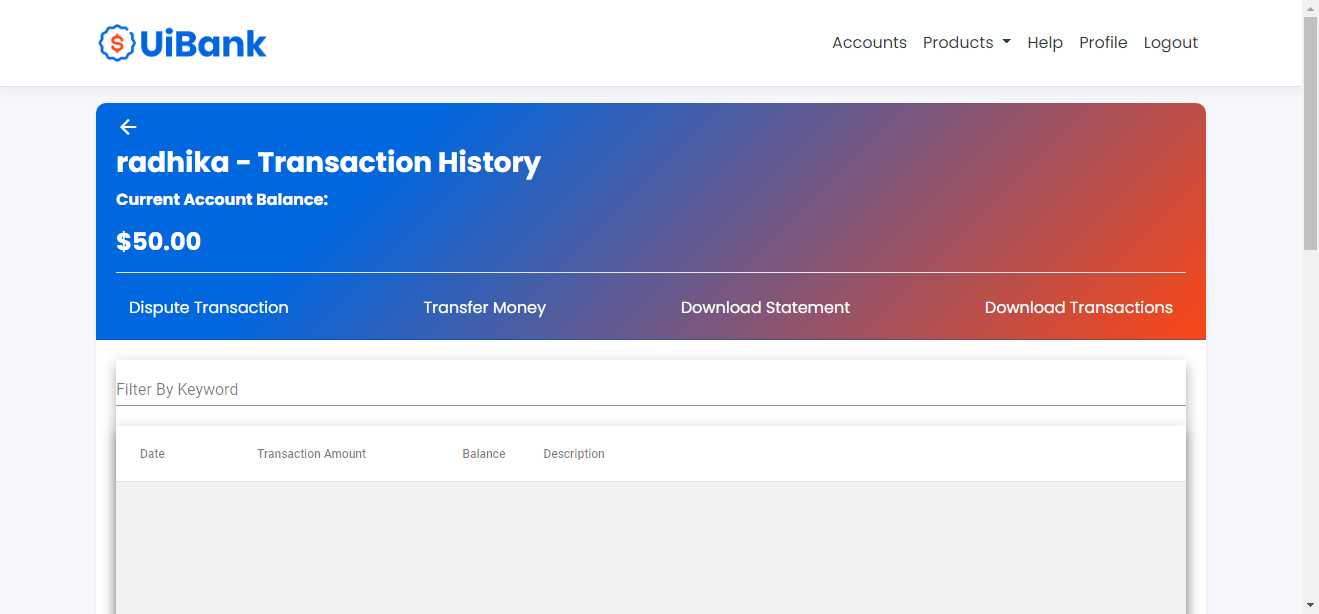 $ UiBank
Accounts Products Help Profile Logout
radhika - Transaction History
Current Account Balance:
$50.00
Dispute Transaction Transfer Money Download Statement Download Transactions
Filter By Keyword
Date Transaction Amount Balance Description